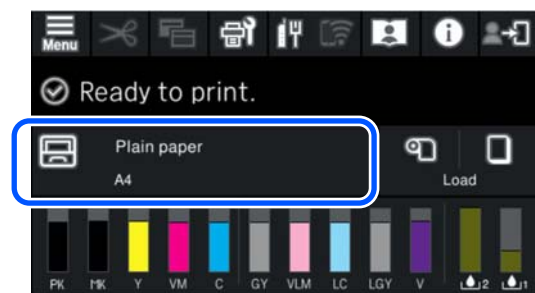 Menu
Ready to print.
Plain paper
A4
Load
PK MK Y VM C GY VLM LC LGY V 2 1